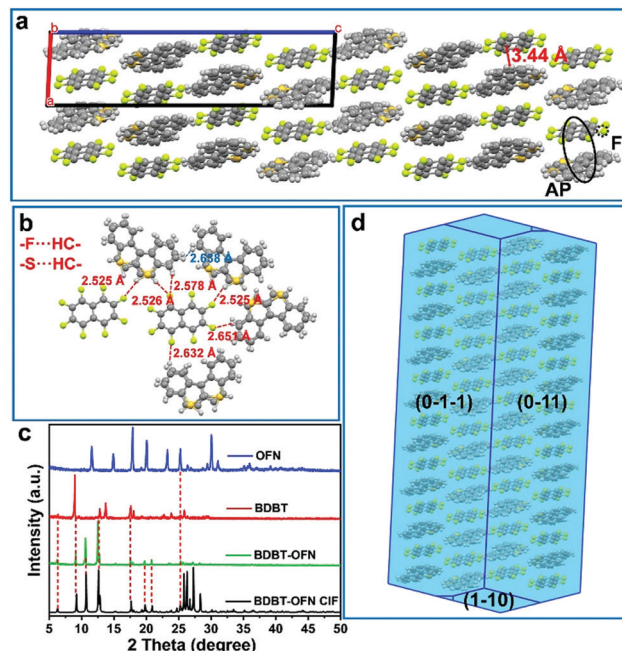 a
b
c
3.44 Å
a
F
AP
b
-F···HC-
-S···HC-
2.638 Å
2.525 Å
2.578 Å
2.526 Å
2.525 Å
2.651 Å
2.632 Å
c
OFN
BDBT
BDBT-OFN
BDBT-OFN CIF
Intensity (a.u.)
5 10 15 20 25 30 35 40 45 50
2 Theta (degree)
d
(0-1-1)
(0-11)
(1-10)